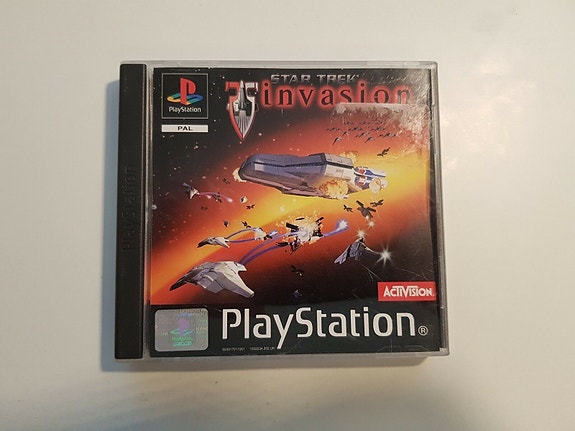 STAR TREK
invasion
PlayStation
PAL
PlayStation
ACTIVISION
PlayStation®